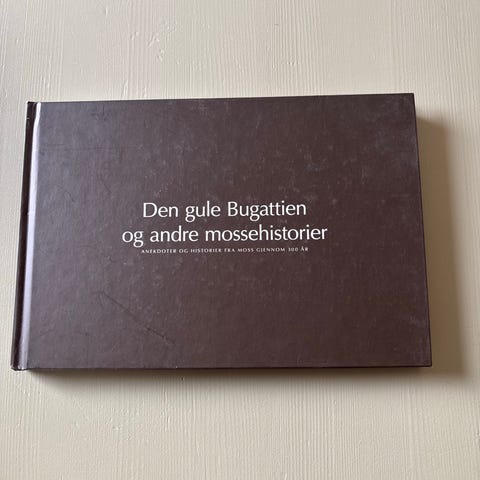 Den gule Bugattien
og andre mossehistorier
ANEKDOTER OG HISTORIER FRA MOSS GJENNOM 300 ÅR